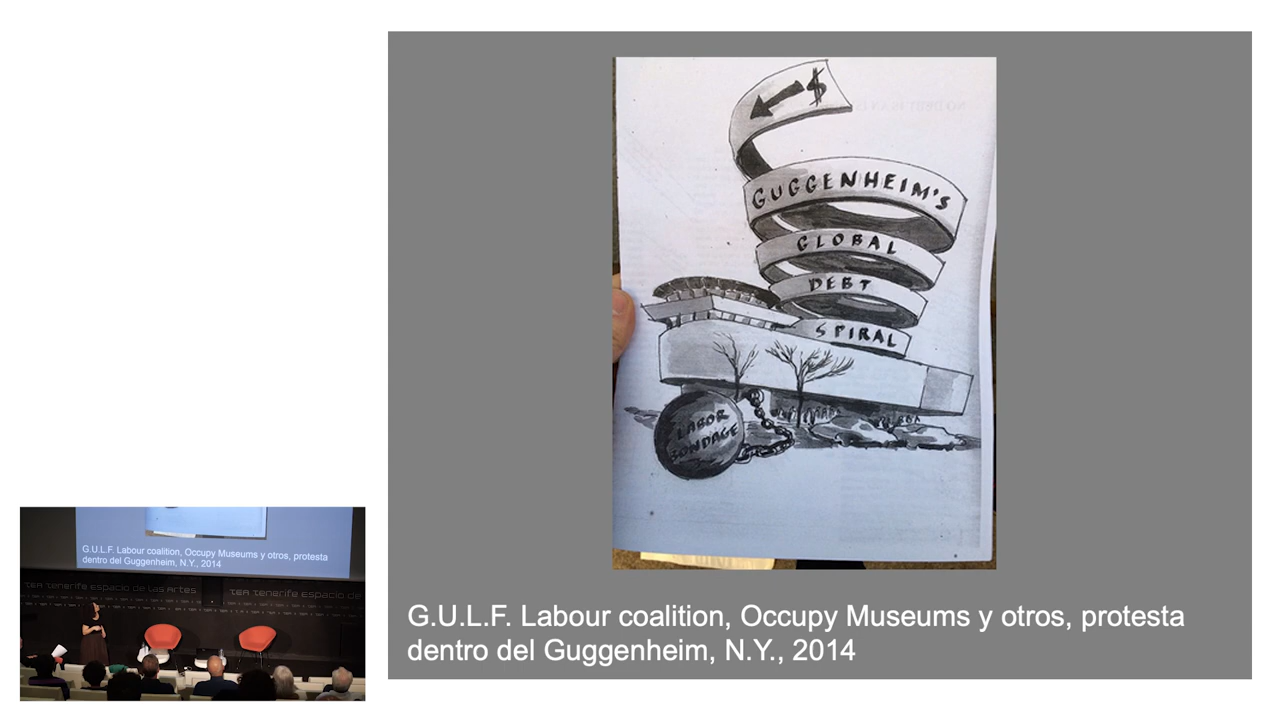 $
GUGGENHEIM'S
GLOBAL
DEBT
SPIRAL
LABOR
BONDAGE
G.U.L.F. Labour coalition, Occupy Museums y otros, protesta
dentro del Guggenheim, N.Y., 2014
G.U.L.F. Labour coalition, Occupy Museums y otros, protesta
dentro del Guggenheim, N.Y., 2014
TEA Tenerife espacio de las Artes
TEA Tenerife espacio de